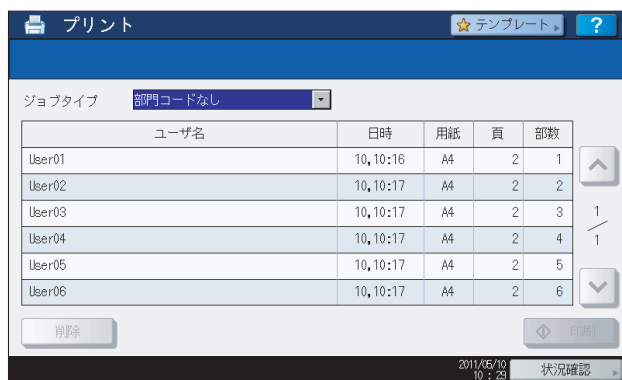 プリント テンプレート ?
ジョブタイプ 部門コードなし
ユーザ名 日時 用紙 頁 部数
User01 10,10:16 A4 2 1
User02 10,10:17 A4 2 2
User03 10,10:17 A4 2 3
User04 10,10:17 A4 2 4
User05 10,10:17 A4 2 5
User06 10,10:17 A4 2 6
1
1
削除 印刷
2011/05/10
10:29 状況確認